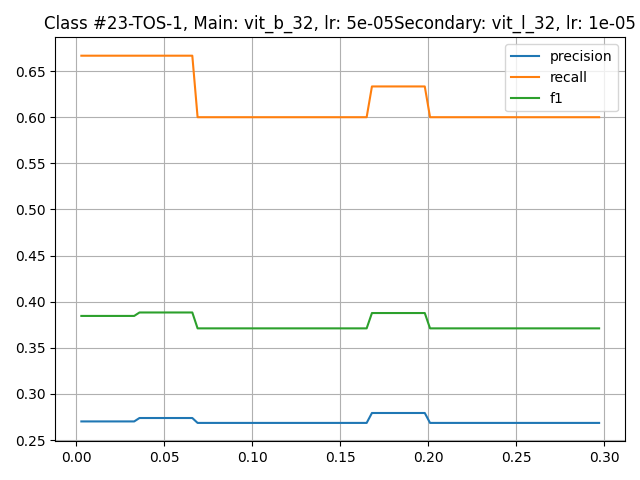 Class #23-TOS-1, Main: vit_b_32, lr: 5e-05Secondary: vit_l_32, lr: 1e-05
precision
recall
f1
0.65
0.60
0.55
0.50
0.45
0.40
0.35
0.30
0.25
0.00 0.05 0.10 0.15 0.20 0.25 0.30